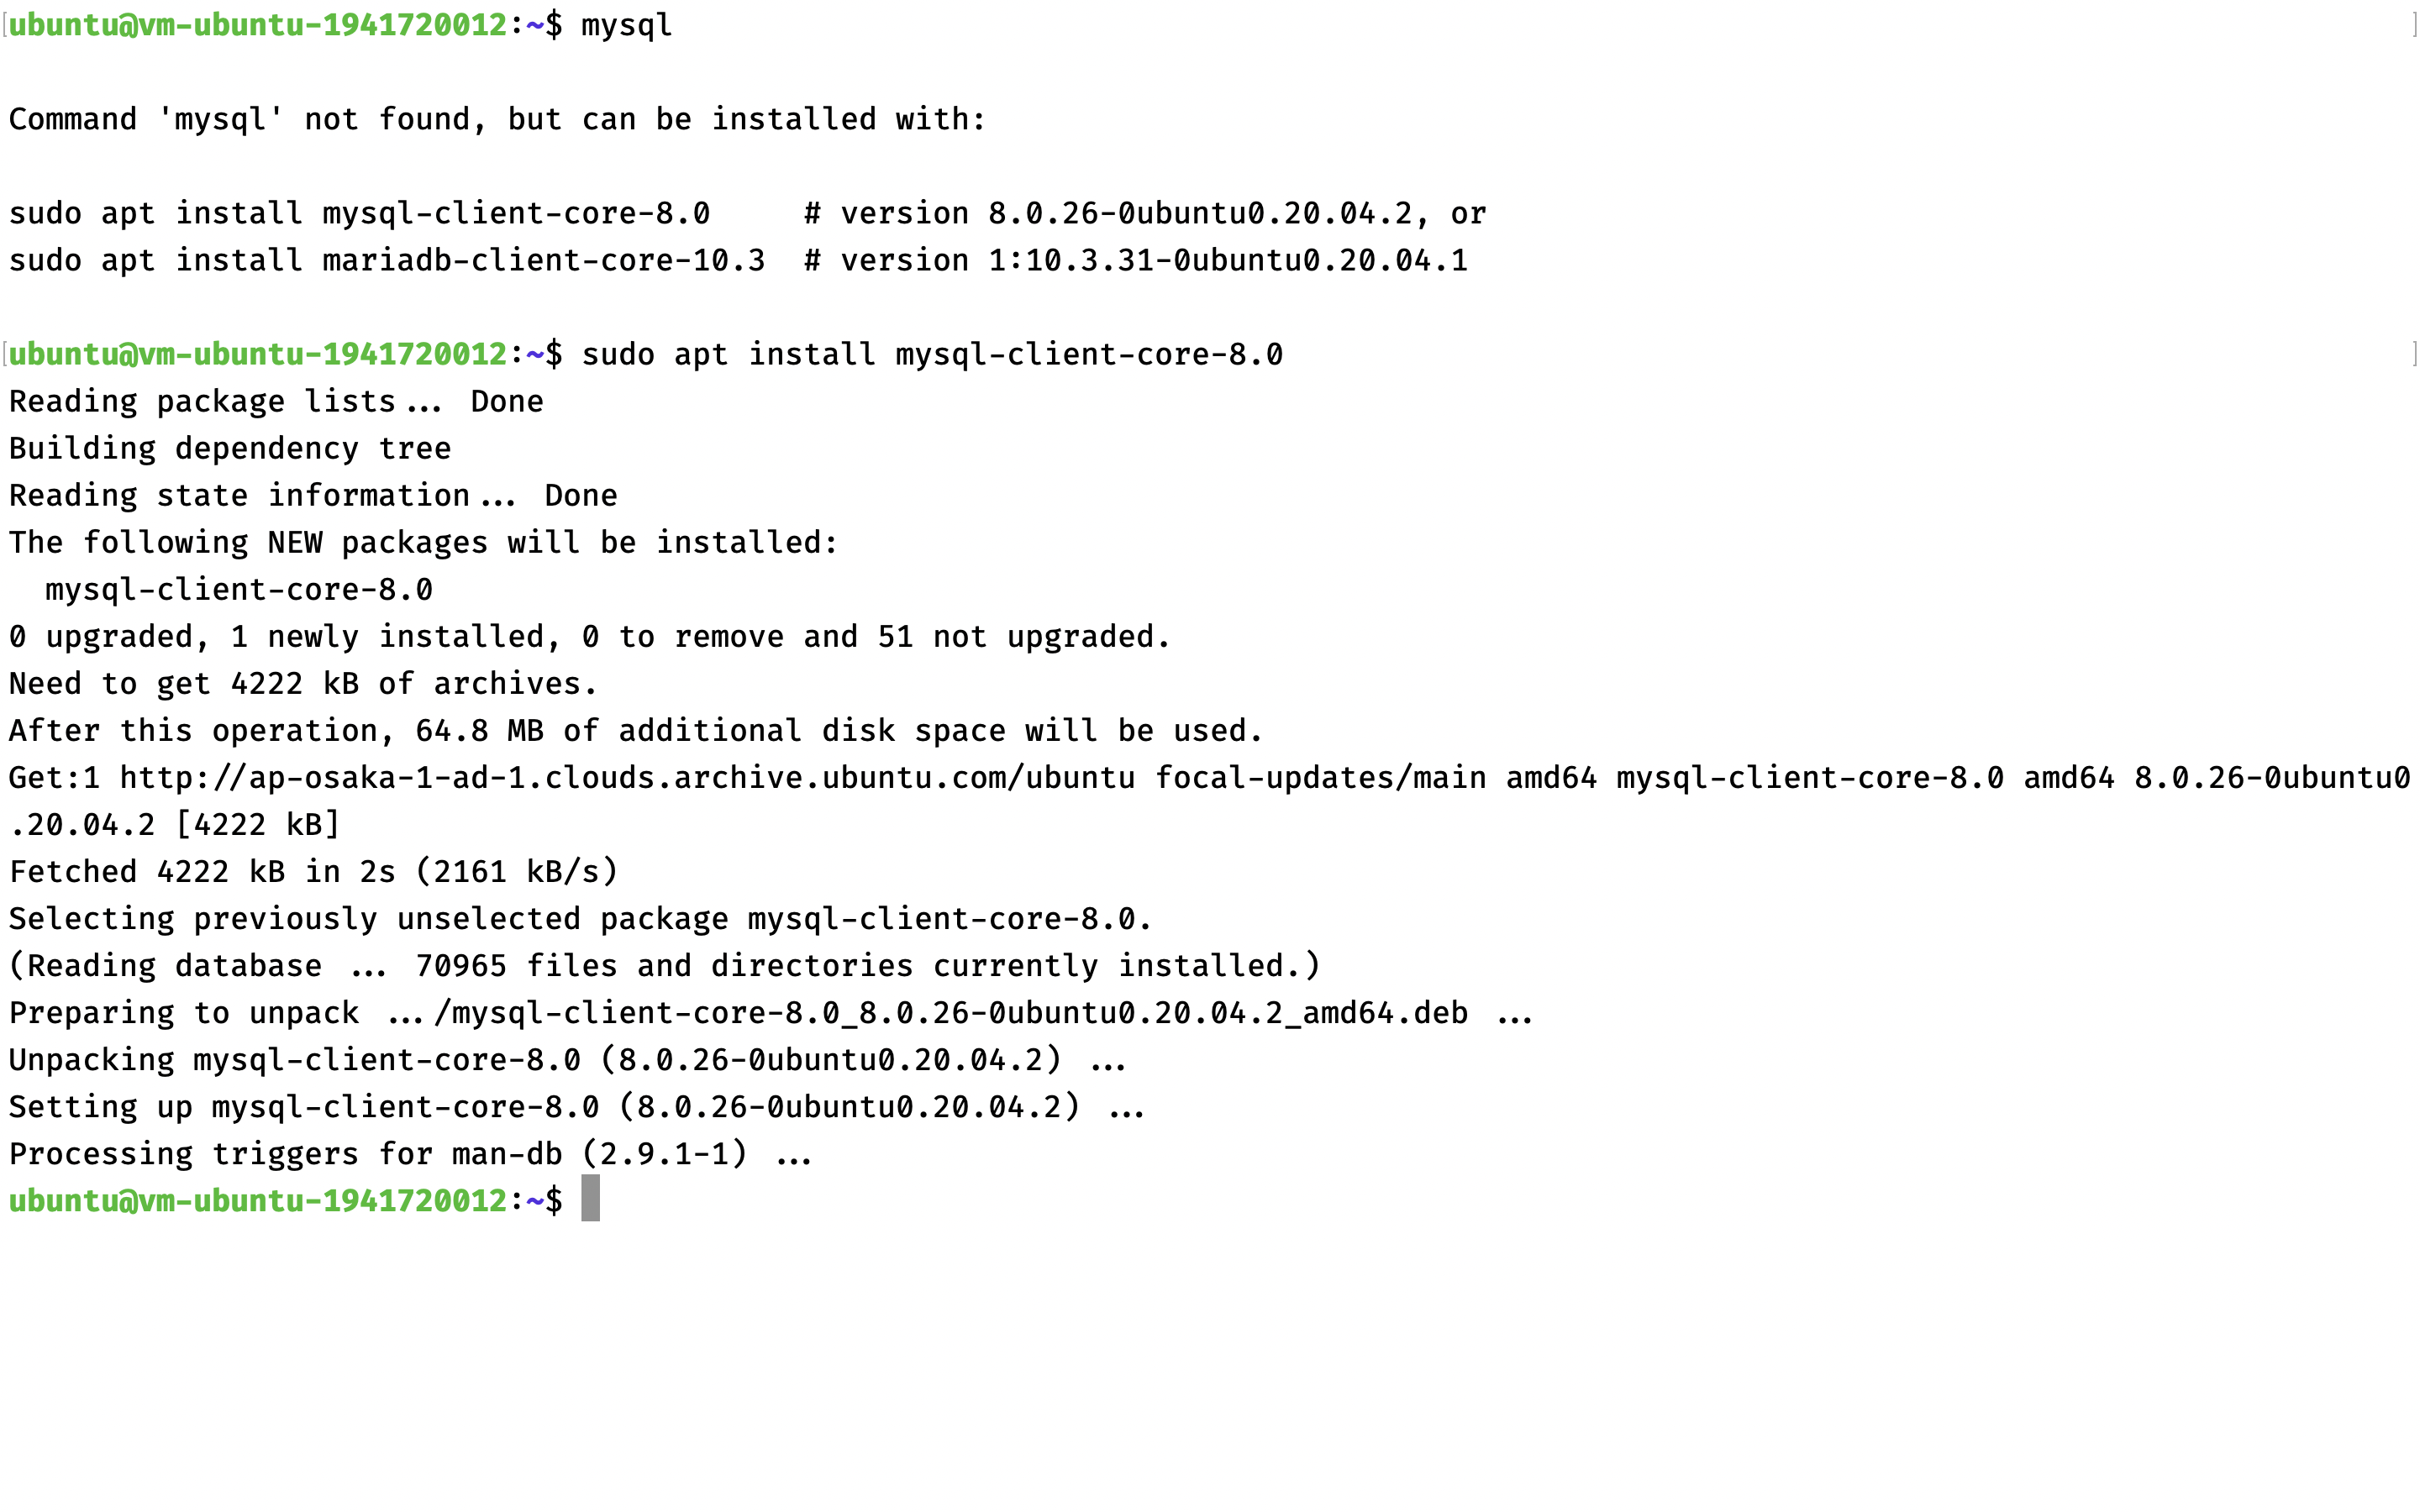 [ubuntu@vm-ubuntu-1941720012:~$ mysql ]
Command 'mysql' not found, but can be installed with:
sudo apt install mysql-client-core-8.0     # version 8.0.26-0ubuntu0.20.04.2, or
sudo apt install mariadb-client-core-10.3  # version 1:10.3.31-0ubuntu0.20.04.1
[ubuntu@vm-ubuntu-1941720012:~$ sudo apt install mysql-client-core-8.0 ]
Reading package lists... Done
Building dependency tree
Reading state information... Done
The following NEW packages will be installed:
  mysql-client-core-8.0
0 upgraded, 1 newly installed, 0 to remove and 51 not upgraded.
Need to get 4222 kB of archives.
After this operation, 64.8 MB of additional disk space will be used.
Get:1 http://ap-osaka-1-ad-1.clouds.archive.ubuntu.com/ubuntu focal-updates/main amd64 mysql-client-core-8.0 amd64 8.0.26-0ubuntu0
.20.04.2 [4222 kB]
Fetched 4222 kB in 2s (2161 kB/s)
Selecting previously unselected package mysql-client-core-8.0.
(Reading database ... 70965 files and directories currently installed.)
Preparing to unpack .../mysql-client-core-8.0_8.0.26-0ubuntu0.20.04.2_amd64.deb ...
Unpacking mysql-client-core-8.0 (8.0.26-0ubuntu0.20.04.2) ...
Setting up mysql-client-core-8.0 (8.0.26-0ubuntu0.20.04.2) ...
Processing triggers for man-db (2.9.1-1) ...
ubuntu@vm-ubuntu-1941720012:~$